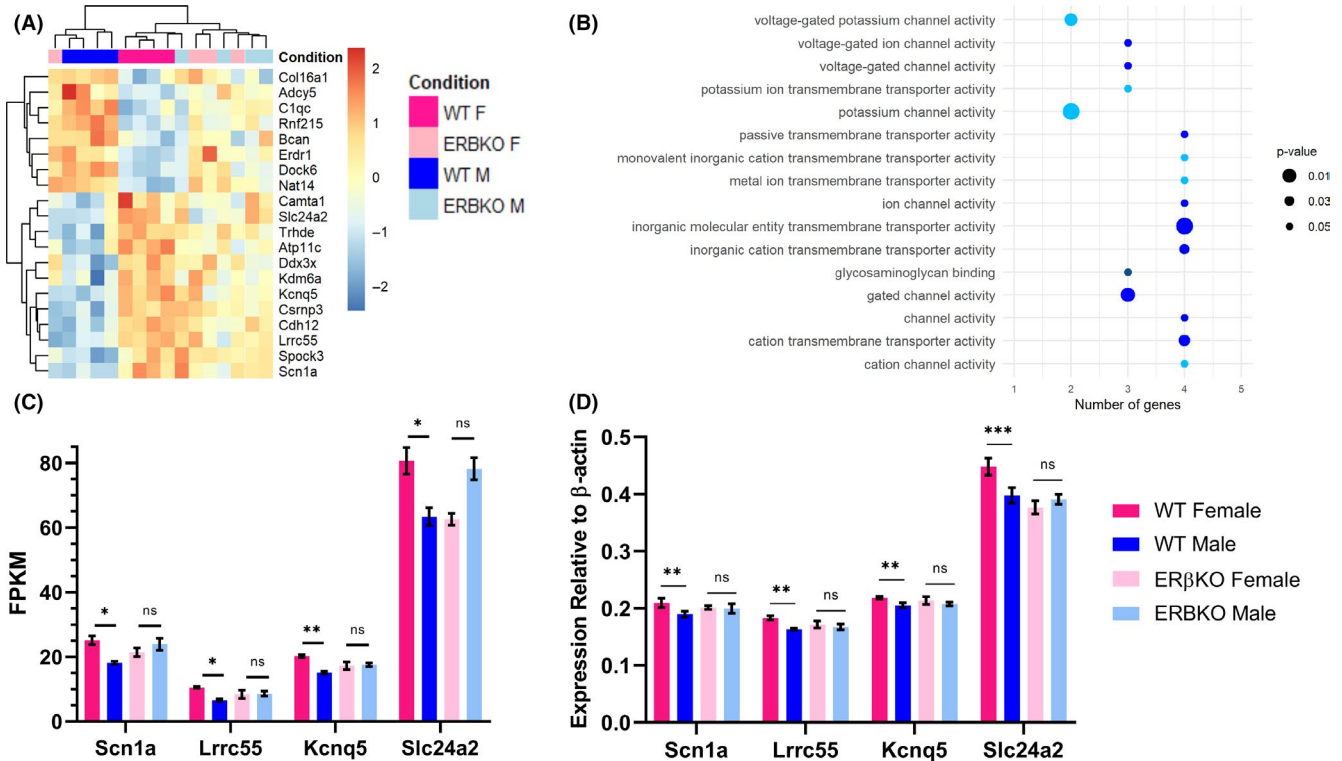 (A)
Condition
Col16a1
Adcy5
C1qc
Rnf215
Bcan
Erdr1
Dock6
Nat14
Camta1
Slc24a2
Trhde
Atp11c
Ddx3x
Kdm6a
Kcnq5
Csrnp3
Cdh12
Lrrc55
Spock3
Scn1a
2
1
0
−1
−2
Condition
WT F
ERBKO F
WT M
ERBKO M
(B)
voltage-gated potassium channel activity
voltage-gated ion channel activity
voltage-gated channel activity
potassium ion transmembrane transporter activity
potassium channel activity
passive transmembrane transporter activity
monovalent inorganic cation transmembrane transporter activity
metal ion transmembrane transporter activity
ion channel activity
inorganic molecular entity transmembrane transporter activity
inorganic cation transmembrane transporter activity
glycosaminoglycan binding
gated channel activity
channel activity
cation transmembrane transporter activity
cation channel activity
1 2 3 4 5
Number of genes
p-value
0.01
0.03
0.05
(C)
FPKM
80
60
40
20
0
* ns
* ns
** ns
* ns
Scn1a Lrrc55 Kcnq5 Slc24a2
(D)
Expression Relative to β-actin
0.5
0.4
0.3
0.2
0.1
0.0
** ns
** ns
** ns
*** ns
Scn1a Lrrc55 Kcnq5 Slc24a2
WT Female
WT Male
ERβKO Female
ERBKO Male